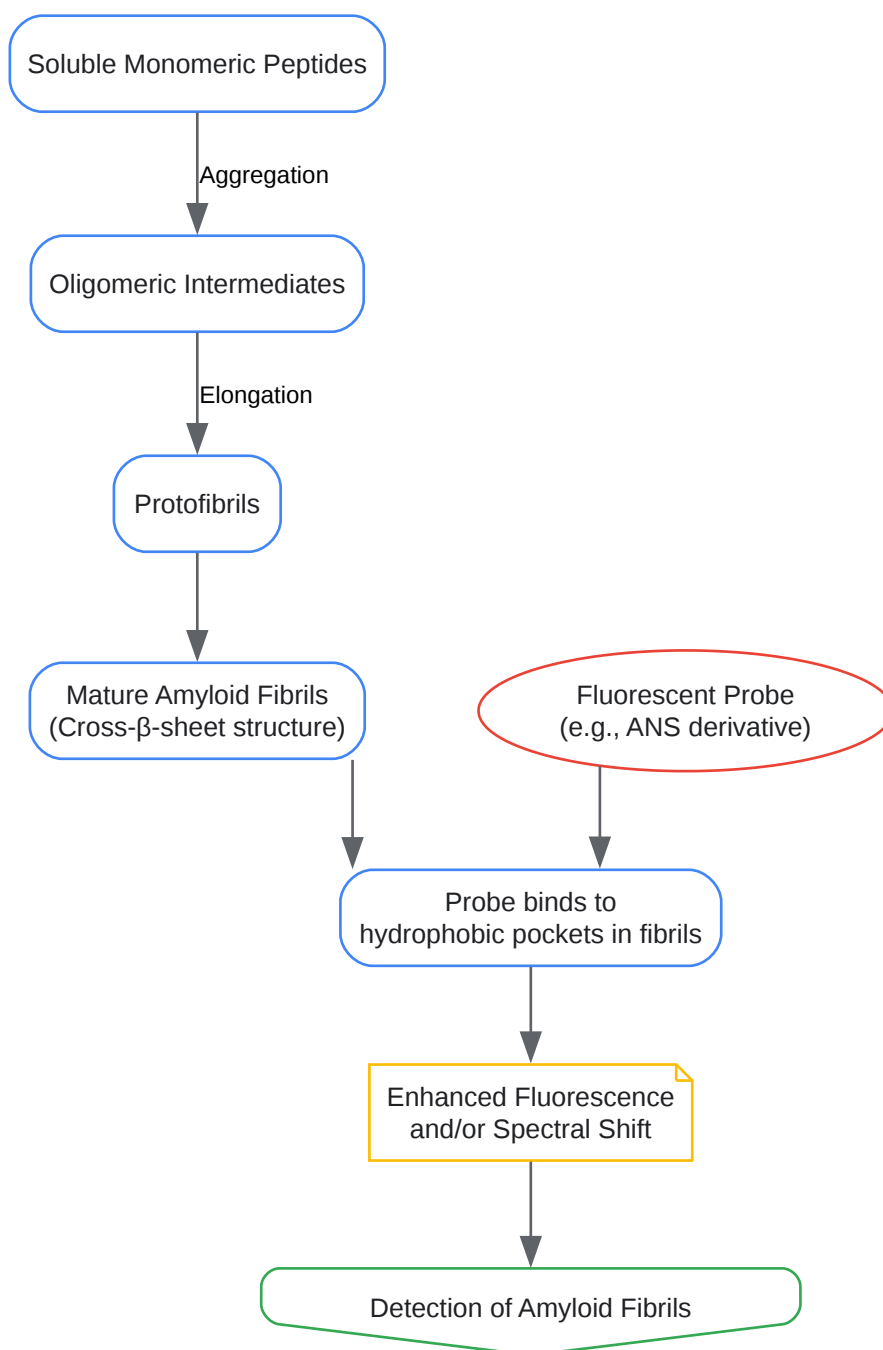 Soluble Monomeric Peptides
Aggregation
Oligomeric Intermediates
Elongation
Protofibrils
Mature Amyloid Fibrils
(Cross-β-sheet structure)
Fluorescent Probe
(e.g., ANS derivative)
Probe binds to
hydrophobic pockets in fibrils
Enhanced Fluorescence
and/or Spectral Shift
Detection of Amyloid Fibrils